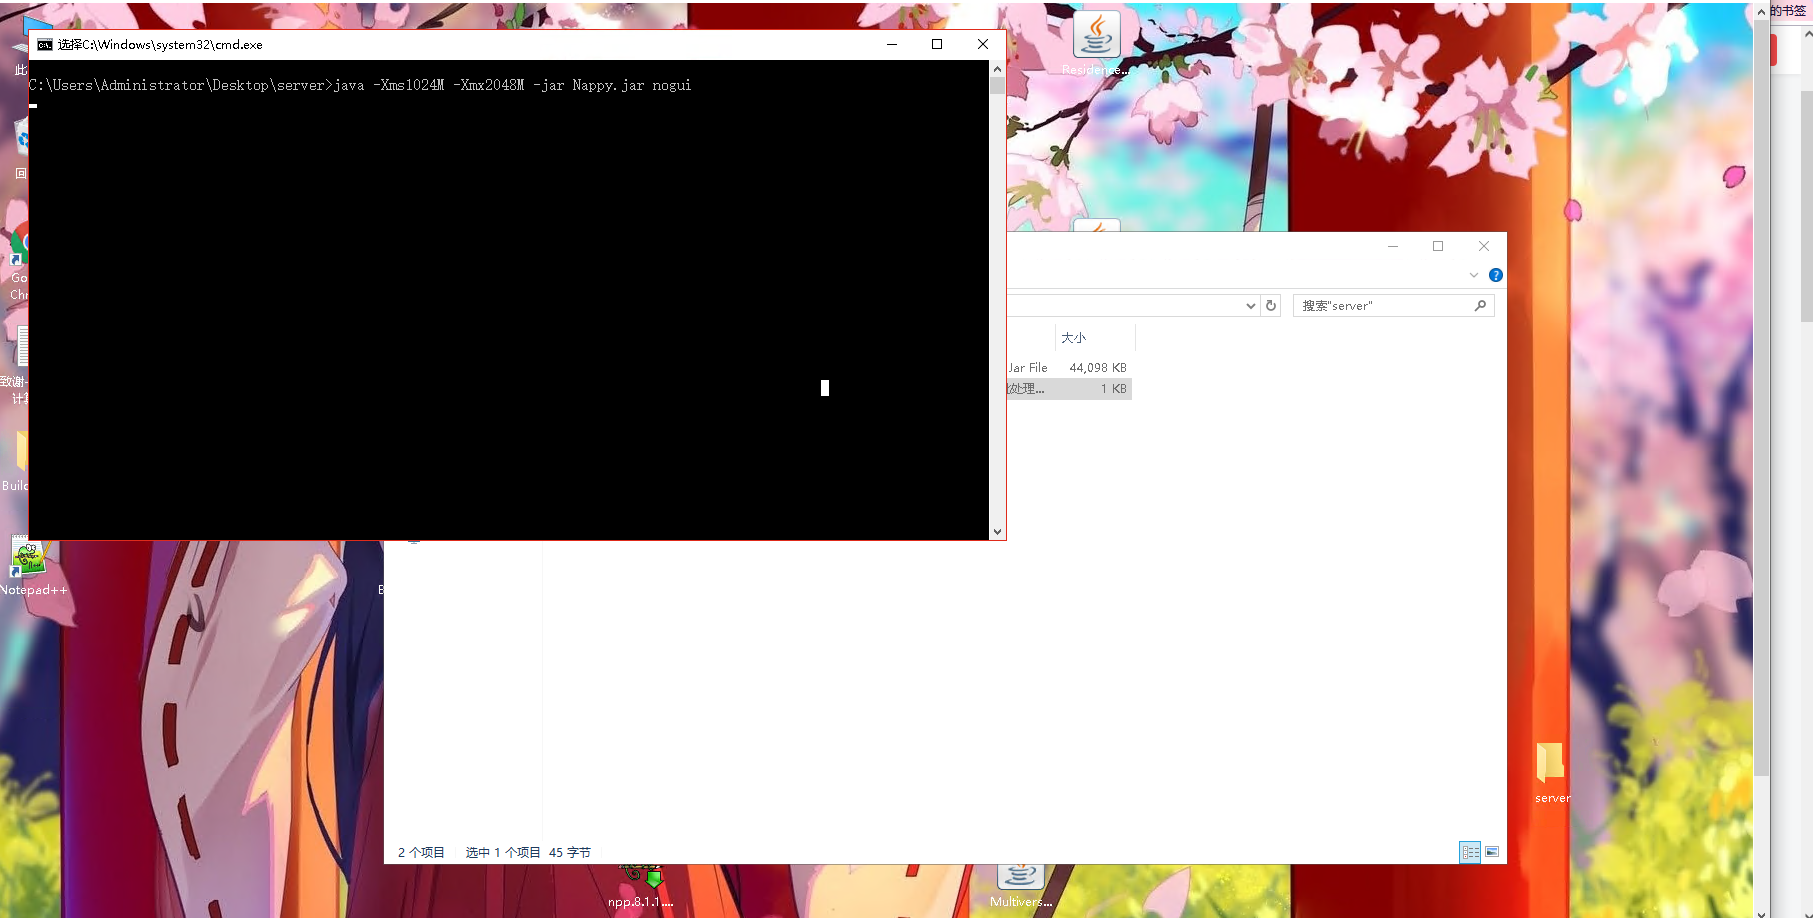 选择C:\Windows\system32\cmd.exe
C:\Users\Administrator\Desktop\server>java -Xms1024M -Xmx2048M -jar Nappy.jar nogui
的书签
Residence...
此
回
Go
Chr
致谢-
计算
Build
Notepad++
搜索"server"
大小
Jar File 44,098 KB
处理... 1 KB
B
server
2 个项目 选中 1 个项目 45 字节
npp.8.1.1....
Multivers...